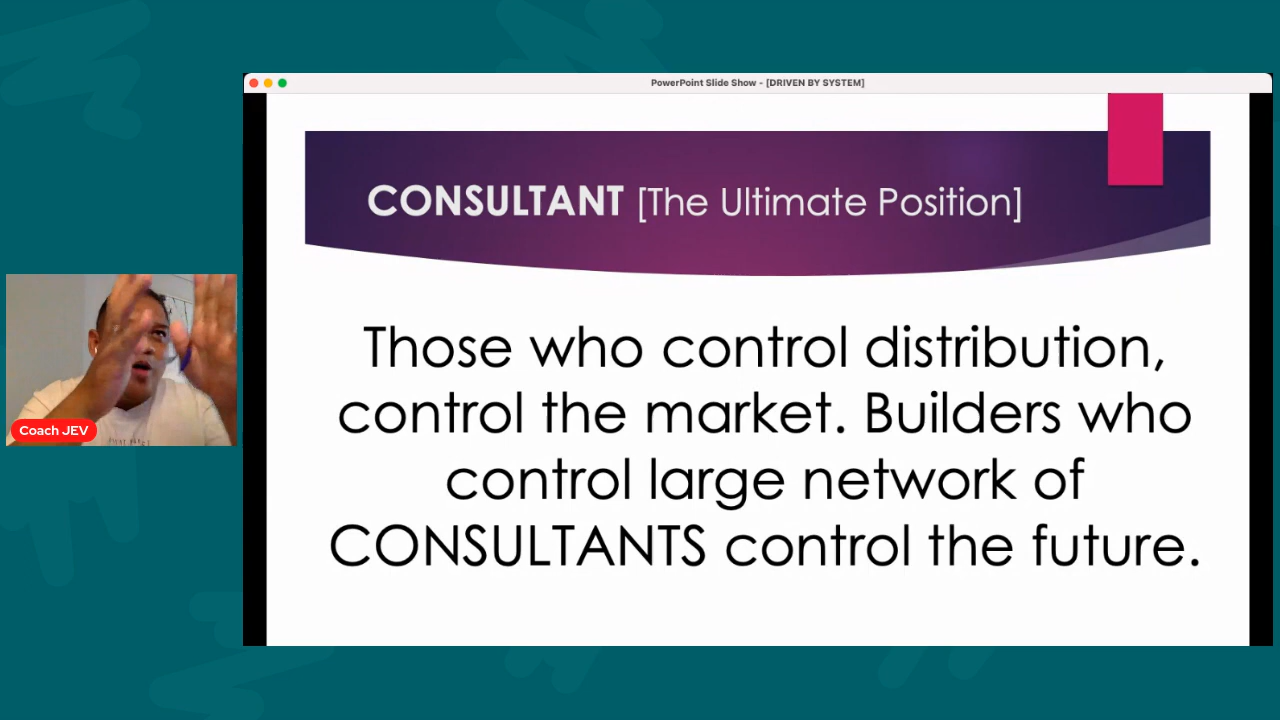 PowerPoint Slide Show - [DRIVEN BY SYSTEM]
CONSULTANT [The Ultimate Position]
Those who control distribution,
control the market. Builders who
control large network of
CONSULTANTS control the future.
Coach JEV